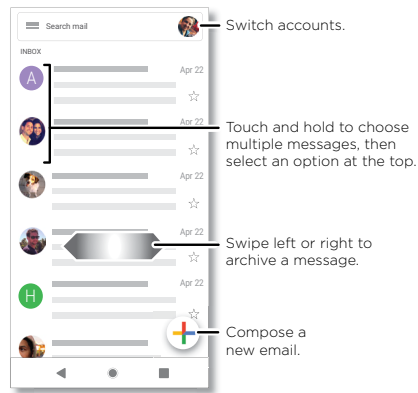 Search mail
Switch accounts.
INBOX
A
Apr 22
Apr 22
Touch and hold to choose
multiple messages, then
select an option at the top.
Apr 22
Apr 22
Swipe left or right to
archive a message.
H
Apr 22
Compose a
new email.